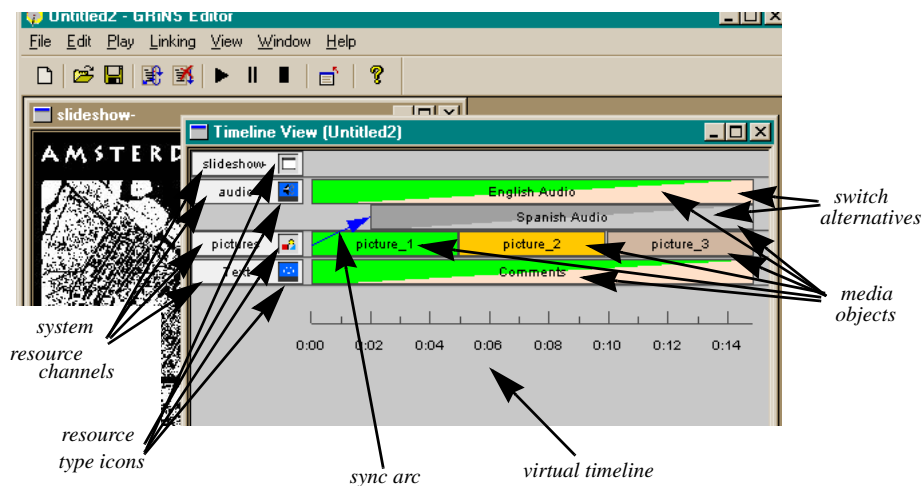 Untitled2 - GRiNS Editor
File Edit Play Linking View Window Help
slideshow-
AMSTERD
Timeline View (Untitled2)
slideshow-
audio
English Audio
Spanish Audio
pictures
picture_1
picture_2
picture_3
Text
Comments
0:00 0:02 0:04 0:06 0:08 0:10 0:12 0:14
switch
alternatives
media
objects
system
resource
channels
resource
type icons
sync arc
virtual timeline